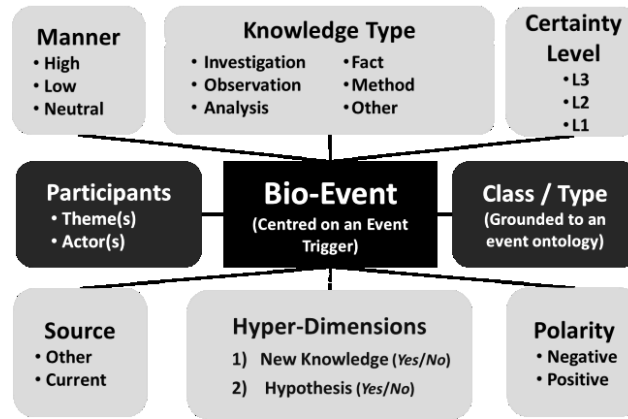 Manner
• High
• Low
• Neutral
Knowledge Type
• Investigation
• Observation
• Analysis
• Fact
• Method
• Other
Certainty
Level
• L3
• L2
• L1
Participants
• Theme(s)
• Actor(s)
Bio-Event
(Centred on an Event
Trigger)
Class / Type
(Grounded to an
event ontology)
Source
• Other
• Current
Hyper-Dimensions
1) New Knowledge (Yes/No)
2) Hypothesis (Yes/No)
Polarity
• Negative
• Positive